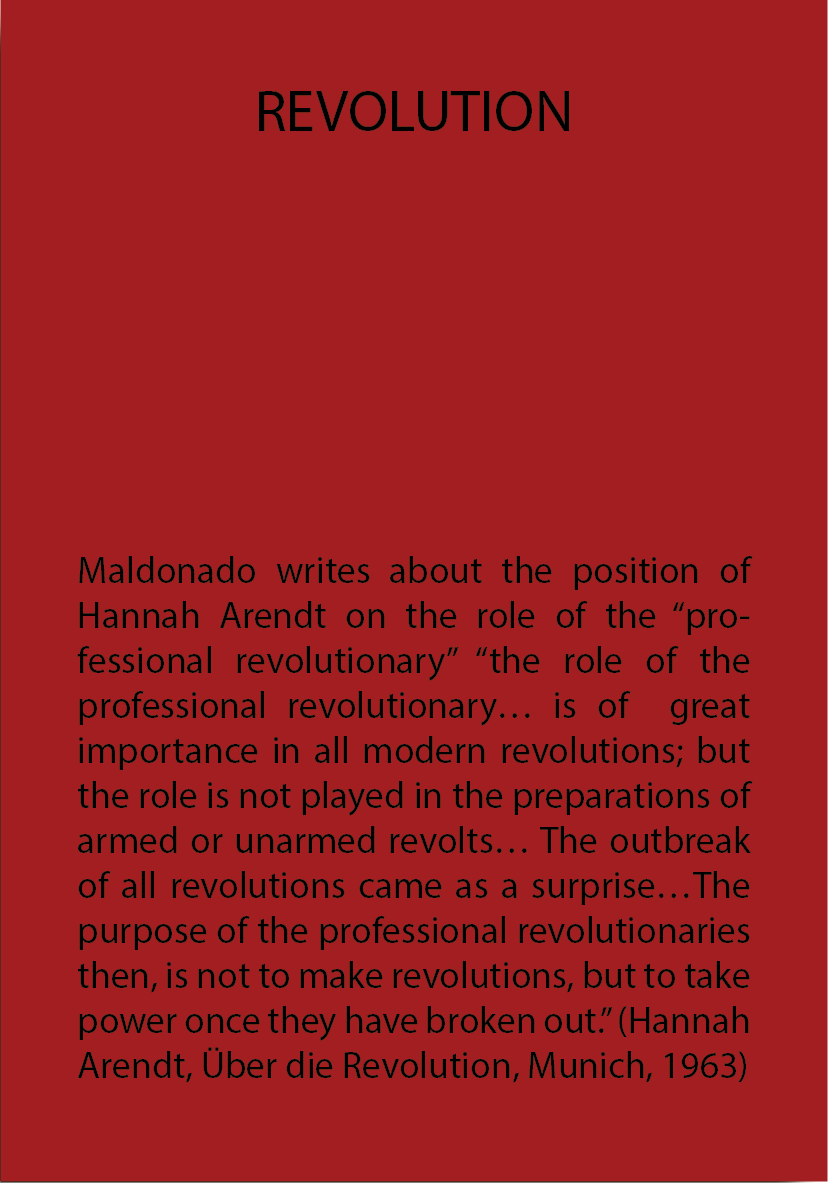 REVOLUTION
Maldonado writes about the position of
Hannah Arendt on the role of the “pro-
fessional revolutionary” “the role of the
professional revolutionary… is of great
importance in all modern revolutions; but
the role is not played in the preparations of
armed or unarmed revolts… The outbreak
of all revolutions came as a surprise…The
purpose of the professional revolutionaries
then, is not to make revolutions, but to take
power once they have broken out.” (Hannah
Arendt, Über die Revolution, Munich, 1963)